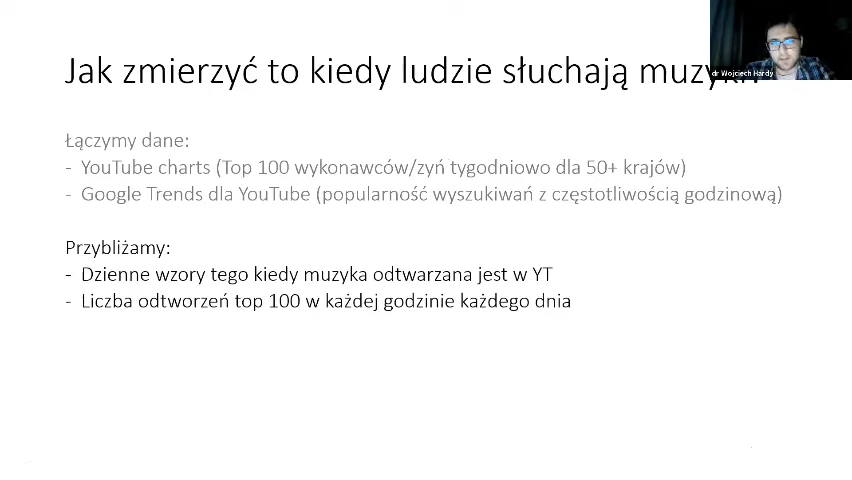 Jak zmierzyć to kiedy ludzie słuchają
dr Wojciech Hardy
Łączymy dane:
- YouTube charts (Top 100 wykonawców/zyń tygodniowo dla 50+ krajów)
- Google Trends dla YouTube (popularność wyszukiwań z częstotliwością godzinową)
Przybliżamy:
- Dzienne wzory tego kiedy muzyka odtwarzana jest w YT
- Liczba odtworzeń top 100 w każdej godzinie każdego dnia